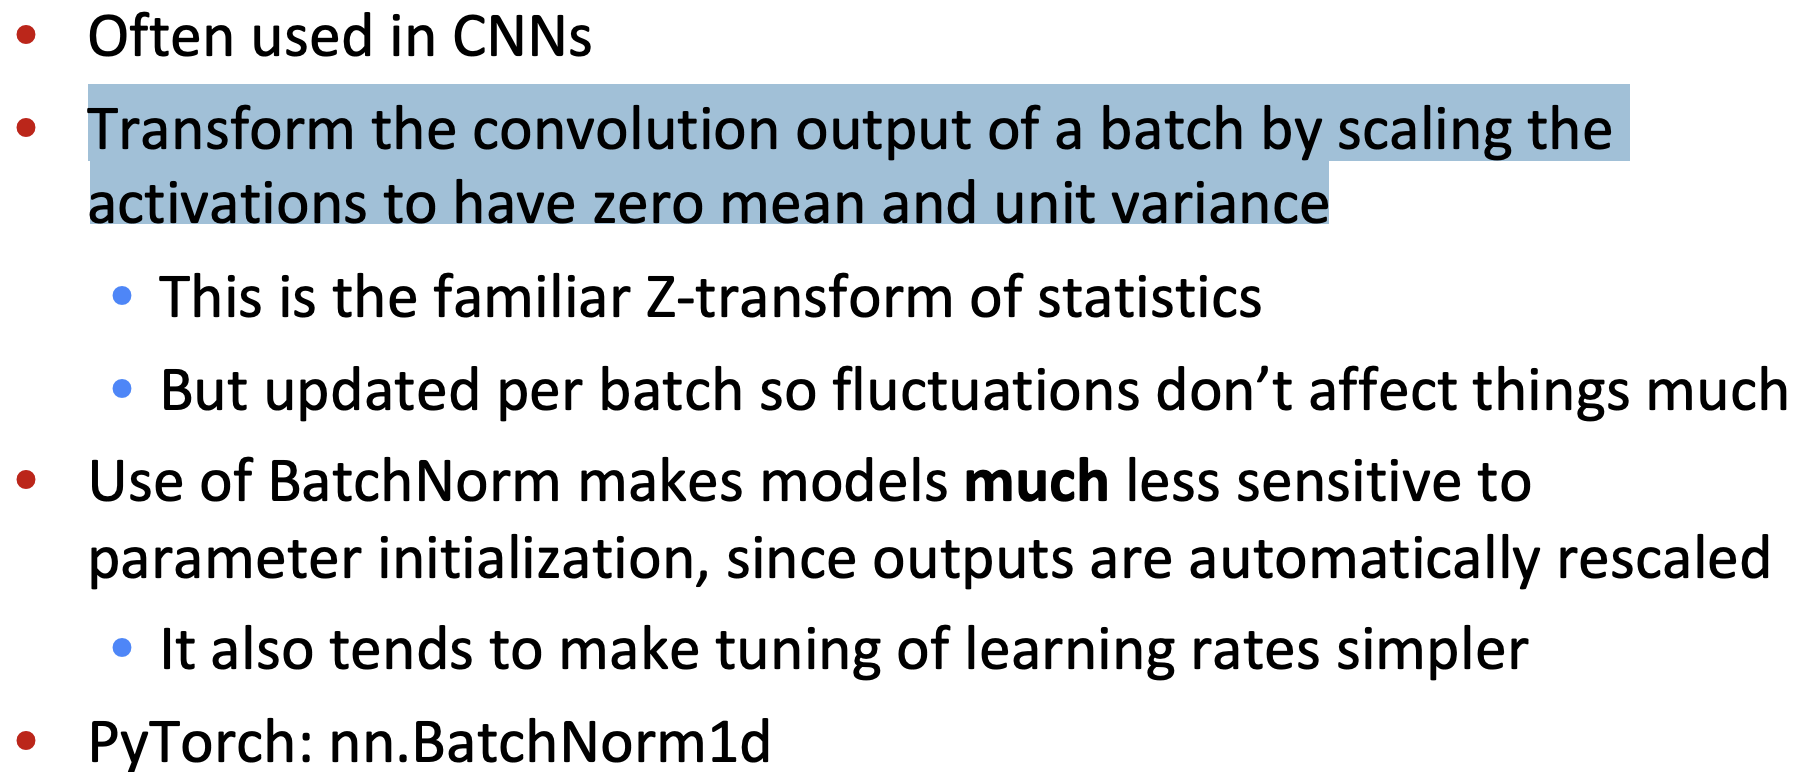 • Often used in CNNs
• Transform the convolution output of a batch by scaling the
activations to have zero mean and unit variance
• This is the familiar Z-transform of statistics
• But updated per batch so fluctuations don’t affect things much
• Use of BatchNorm makes models much less sensitive to
parameter initialization, since outputs are automatically rescaled
• It also tends to make tuning of learning rates simpler
• PyTorch: nn.BatchNorm1d